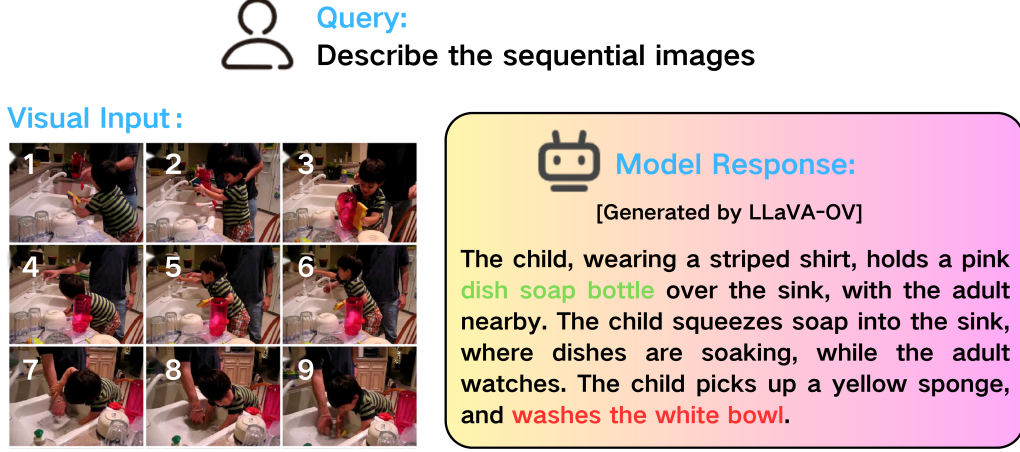 Query:
Describe the sequential images
Visual Input:
1
2
3
4
5
6
7
8
9
Model Response:
[Generated by LLaVA-OV]
The child, wearing a striped shirt, holds a pink
dish soap bottle over the sink, with the adult
nearby. The child squeezes soap into the sink,
where dishes are soaking, while the adult
watches. The child picks up a yellow sponge,
and washes the white bowl.